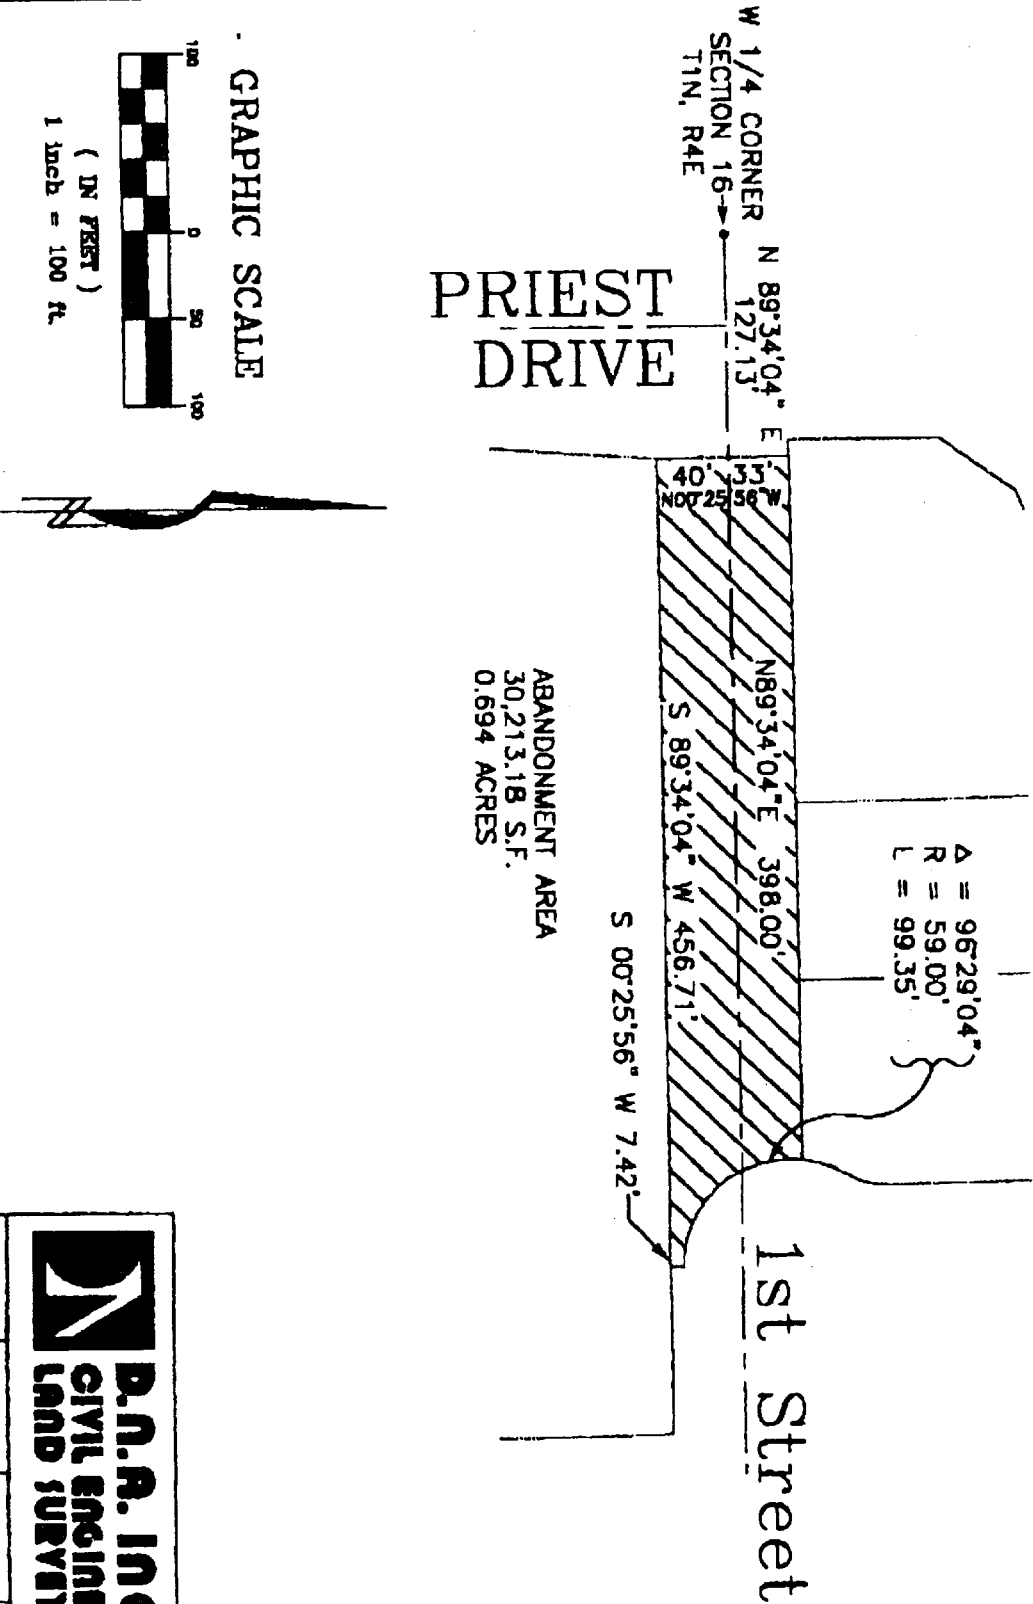 W 1/4 CORNER
SECTION 16
T1N, R4E
N 89°34'04" E
127.13'
PRIEST
DRIVE
40' 33'
N00°25'56"W
N89°34'04"E 398.00'
S 89°34'04" W 456.71'
Δ = 96°29'04"
R = 59.00'
L = 99.35'
S 00°25'56" W 7.42'
ABANDONMENT AREA
30,213.18 S.F.
0.694 ACRES
1st Street
GRAPHIC SCALE
100 0 50 100
( IN FEET )
1 inch = 100 ft.
D.N.A. Inc
CIVIL ENGINE
LAND SURVEY